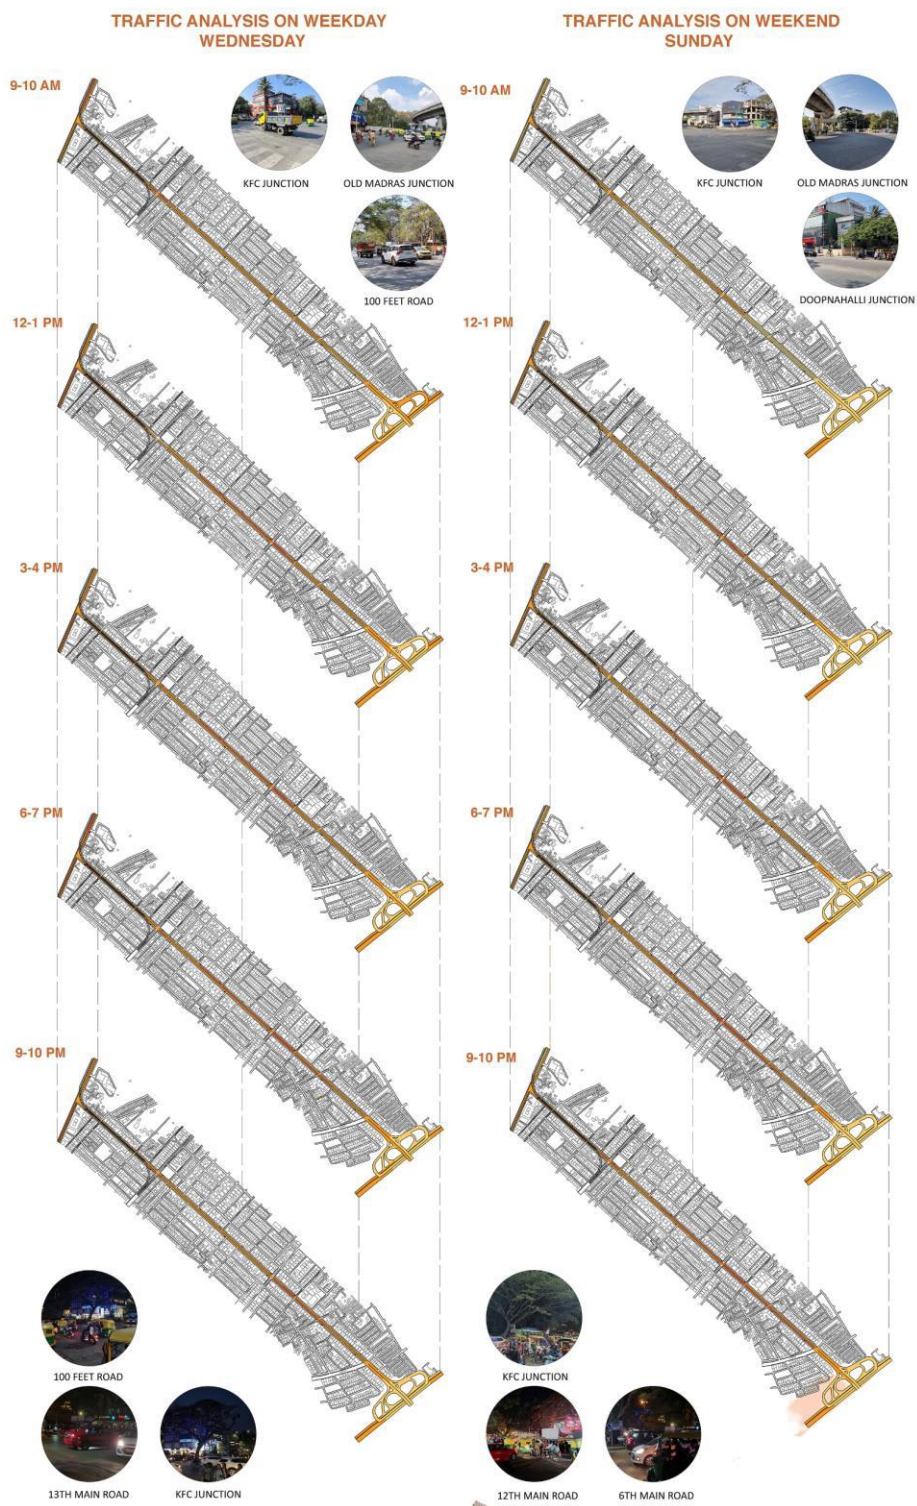 TRAFFIC ANALYSIS ON WEEKDAY
WEDNESDAY
9-10 AM
KFC JUNCTION
OLD MADRAS JUNCTION
100 FEET ROAD
12-1 PM
3-4 PM
6-7 PM
9-10 PM
100 FEET ROAD
13TH MAIN ROAD
KFC JUNCTION
TRAFFIC ANALYSIS ON WEEKEND
SUNDAY
9-10 AM
KFC JUNCTION
OLD MADRAS JUNCTION
DOOPNAHALLI JUNCTION
12-1 PM
3-4 PM
6-7 PM
9-10 PM
KFC JUNCTION
12TH MAIN ROAD
6TH MAIN ROAD